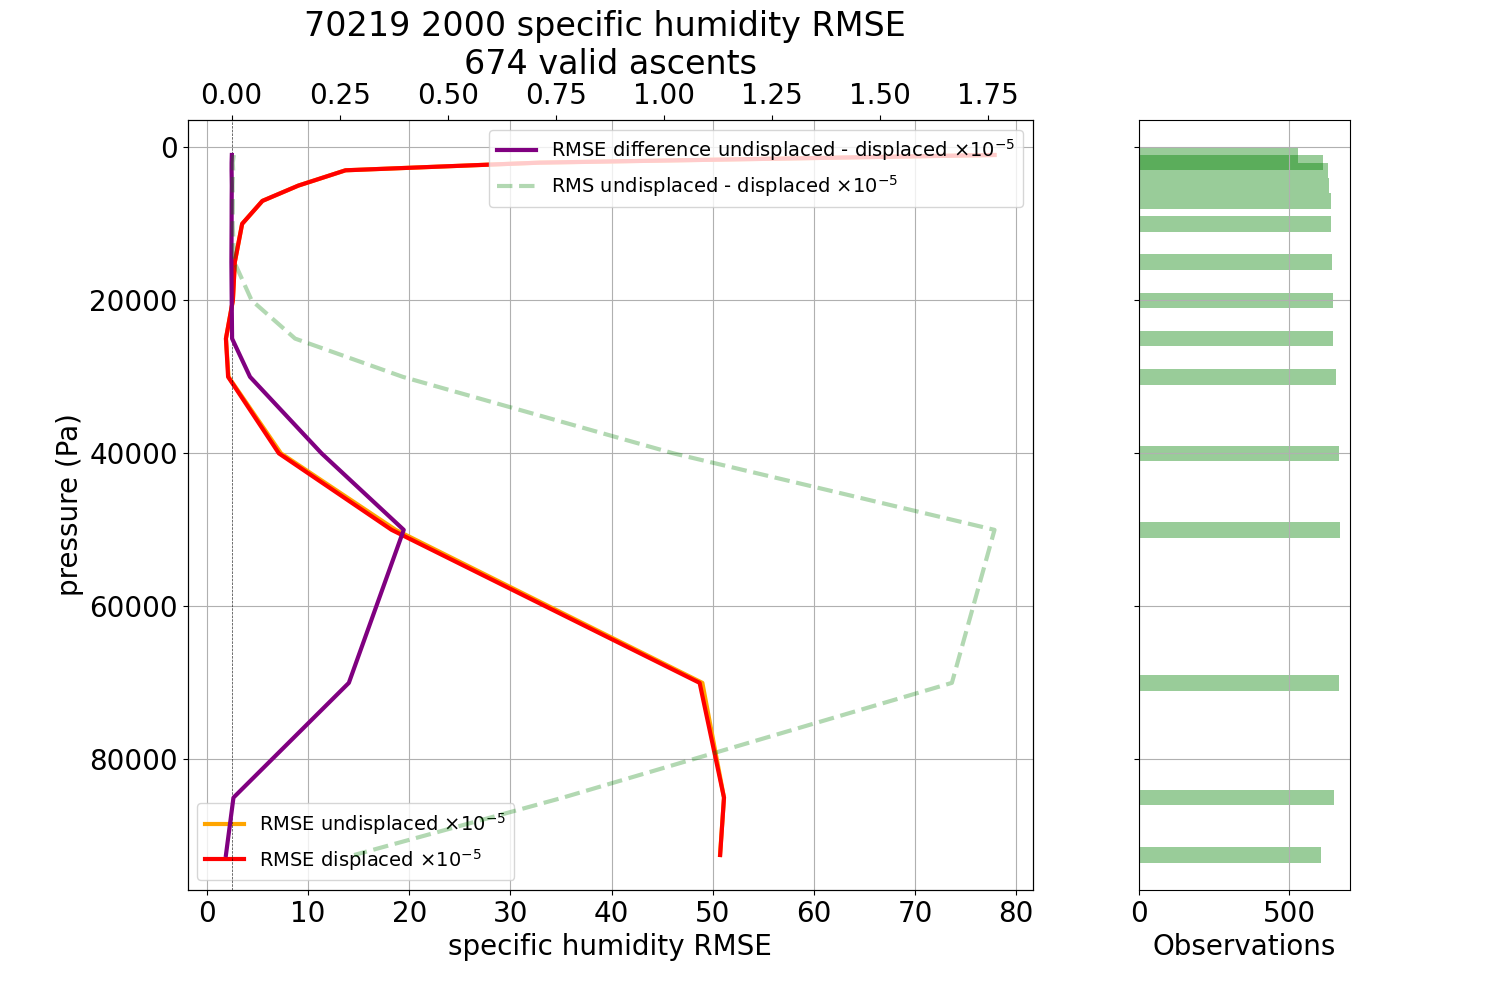 70219 2000 specific humidity RMSE
674 valid ascents
0.00 0.25 0.50 0.75 1.00 1.25 1.50 1.75
RMSE difference undisplaced - displaced ×10⁻⁵
RMS undisplaced - displaced ×10⁻⁵
0
20000
40000
60000
80000
pressure (Pa)
RMSE undisplaced ×10⁻⁵
RMSE displaced ×10⁻⁵
0 10 20 30 40 50 60 70 80
specific humidity RMSE
0 500
Observations